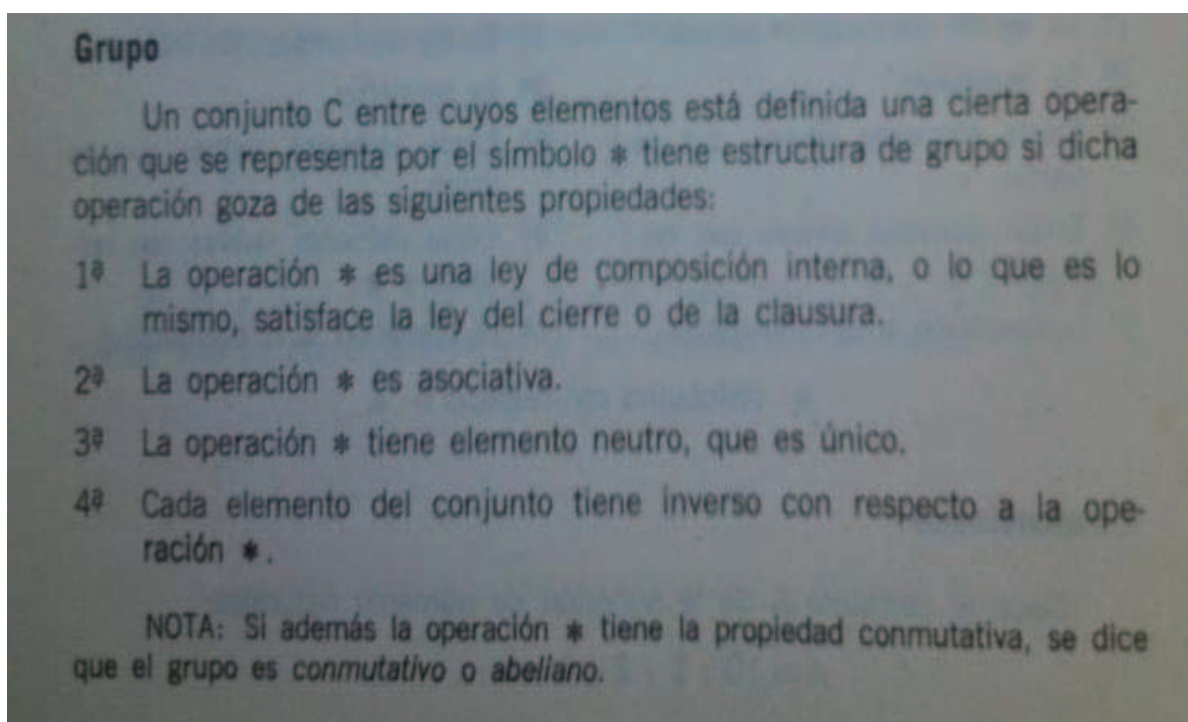 Grupo
Un conjunto C entre cuyos elementos está definida una cierta opera-
ción que se representa por el símbolo * tiene estructura de grupo si dicha
operación goza de las siguientes propiedades:
1ª La operación * es una ley de composición interna, o lo que es lo
mismo, satisface la ley del cierre o de la clausura.
2ª La operación * es asociativa.
3ª La operación * tiene elemento neutro, que es único.
4ª Cada elemento del conjunto tiene inverso con respecto a la ope-
ración *.
NOTA: Si además la operación * tiene la propiedad conmutativa, se dice
que el grupo es conmutativo o abeliano.